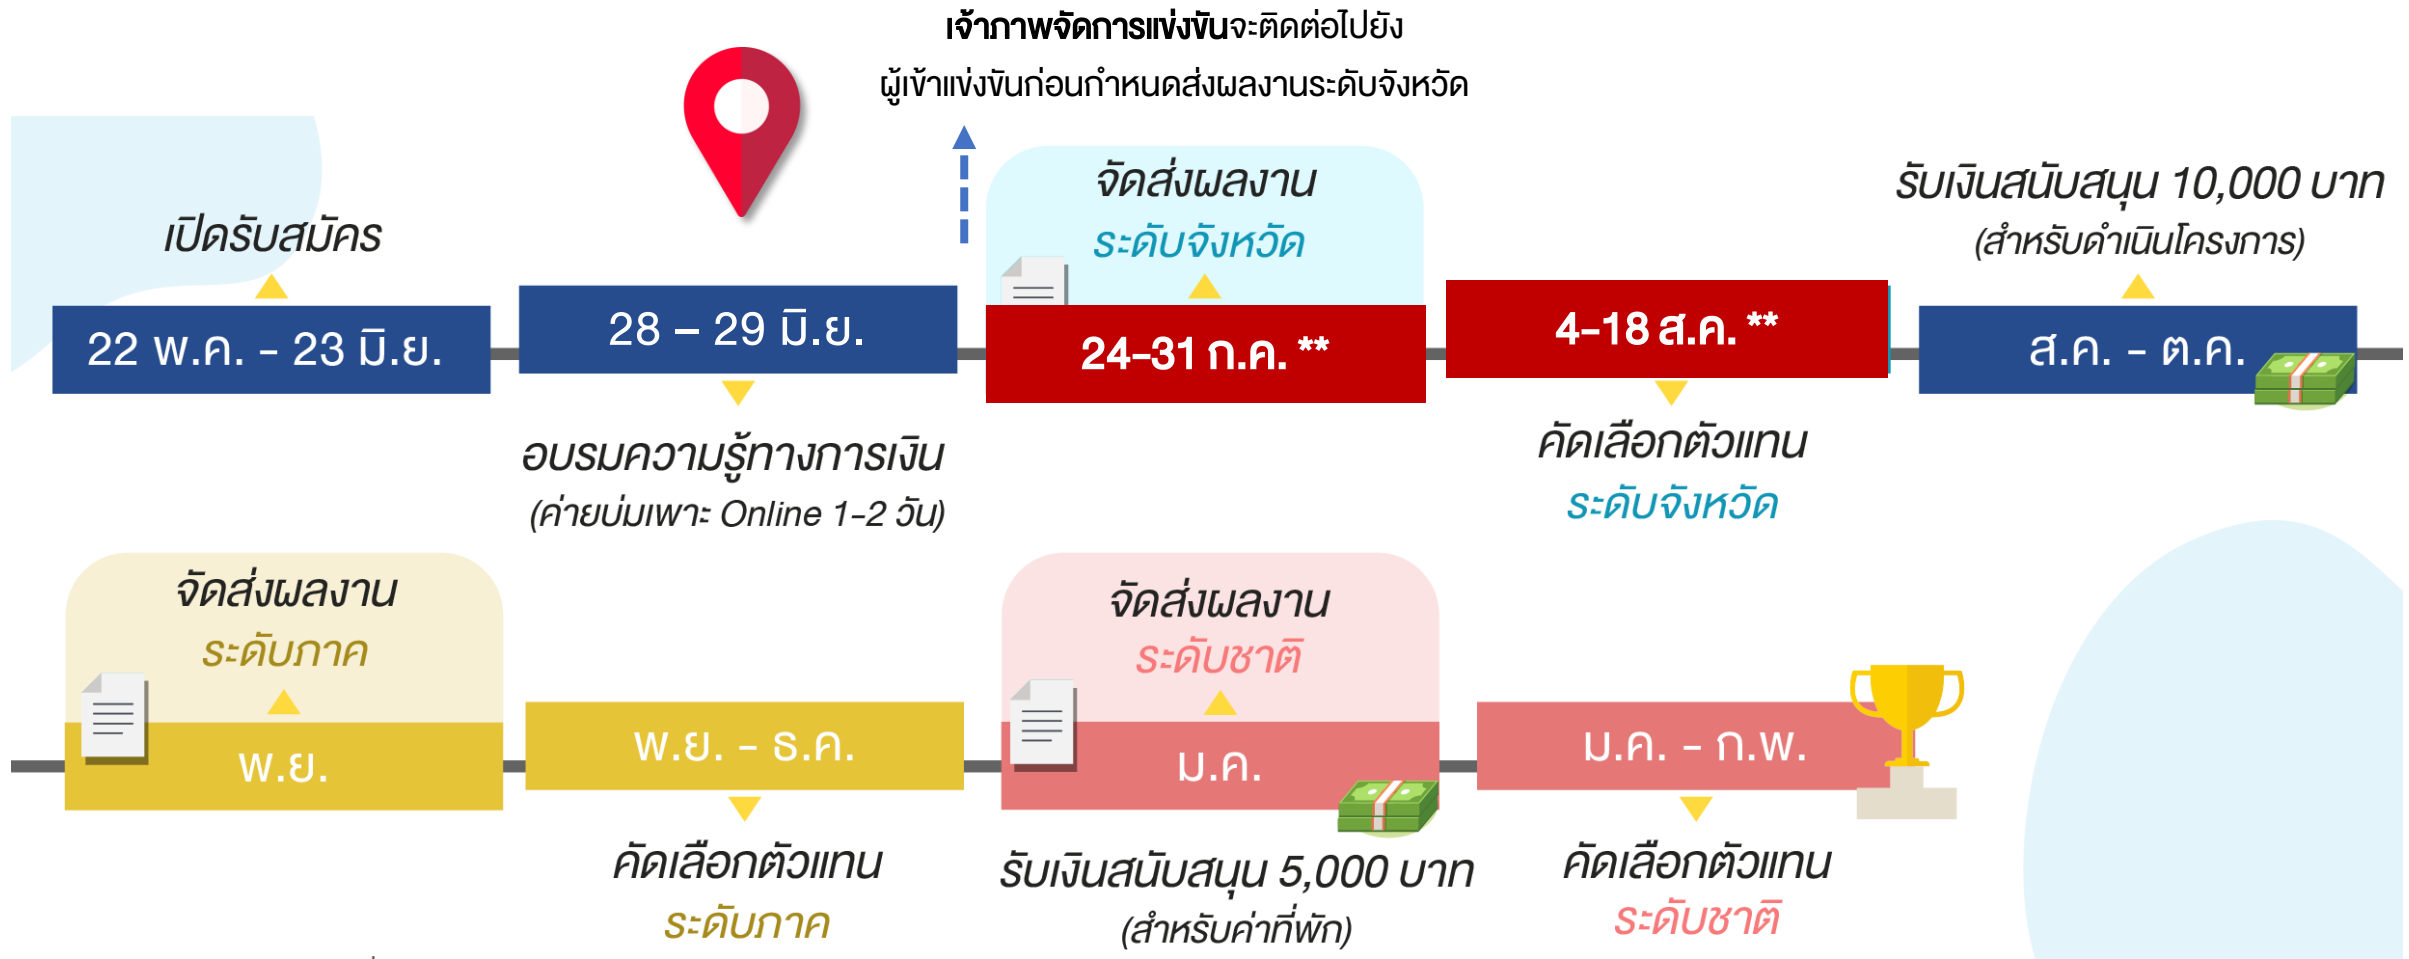 เจ้าภาพจัดการแข่งขันจะติดต่อไปยัง
ผู้เข้าแข่งขันก่อนกำหนดส่งผลงานระดับจังหวัด
เปิดรับสมัคร
22 พ.ค. - 23 มิ.ย.
28 – 29 มิ.ย.
อบรมความรู้ทางการเงิน
(ค่ายบ่มเพาะ Online 1-2 วัน)
จัดส่งผลงาน
ระดับจังหวัด
24-31 ก.ค. **
4-18 ส.ค. **
คัดเลือกตัวแทน
ระดับจังหวัด
รับเงินสนับสนุน 10,000 บาท
(สำหรับดำเนินโครงการ)
ส.ค. - ต.ค.
จัดส่งผลงาน
ระดับภาค
พ.ย.
พ.ย. - ธ.ค.
คัดเลือกตัวแทน
ระดับภาค
จัดส่งผลงาน
ระดับชาติ
ม.ค.
รับเงินสนับสนุน 5,000 บาท
(สำหรับค่าที่พัก)
ม.ค. - ก.พ.
คัดเลือกตัวแทน
ระดับชาติ